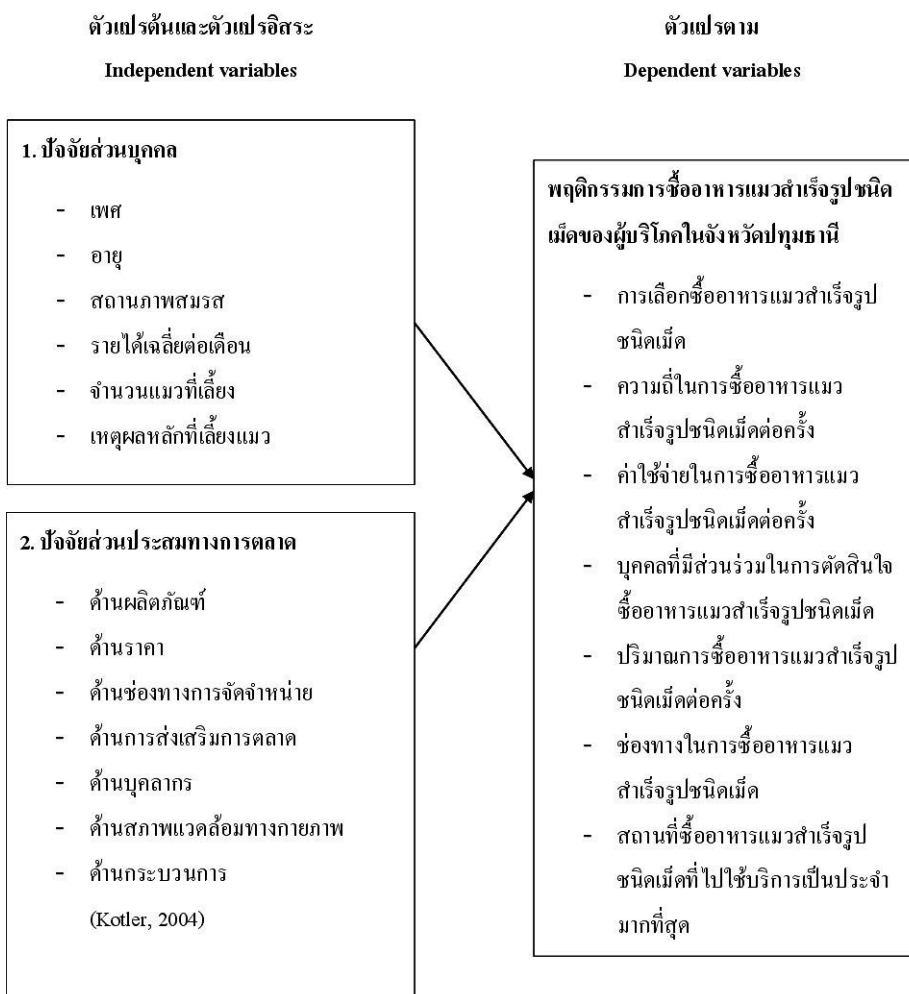 ตัวแปรต้นและตัวแปรอิสระ
Independent variables
ตัวแปรตาม
Dependent variables
1. ปัจจัยส่วนบุคคล
- เพศ
- อายุ
- สถานภาพสมรส
- รายได้เฉลี่ยต่อเดือน
- จำนวนแมวที่เลี้ยง
- เหตุผลหลักที่เลี้ยงแมว
2. ปัจจัยส่วนประสมทางการตลาด
- ด้านผลิตภัณฑ์
- ด้านราคา
- ด้านช่องทางการจัดจำหน่าย
- ด้านการส่งเสริมการตลาด
- ด้านบุคลากร
- ด้านสภาพแวดล้อมทางกายภาพ
- ด้านกระบวนการ
(Kotler, 2004)
พฤติกรรมการซื้ออาหารแมวสำเร็จรูปชนิด
เม็ดของผู้บริโภคในจังหวัดปทุมธานี
- การเลือกซื้ออาหารแมวสำเร็จรูป
ชนิดเม็ด
- ความถี่ในการซื้ออาหารแมว
สำเร็จรูปชนิดเม็ดต่อครั้ง
- ค่าใช้จ่ายในการซื้ออาหารแมว
สำเร็จรูปชนิดเม็ดต่อครั้ง
- บุคคลที่มีส่วนร่วมในการตัดสินใจ
ซื้ออาหารแมวสำเร็จรูปชนิดเม็ด
- ปริมาณการซื้ออาหารแมวสำเร็จรูป
ชนิดเม็ดต่อครั้ง
- ช่องทางในการซื้ออาหารแมว
สำเร็จรูปชนิดเม็ด
- สถานที่ซื้ออาหารแมวสำเร็จรูป
ชนิดเม็ดที่ไปใช้บริการเป็นประจำ
มากที่สุด